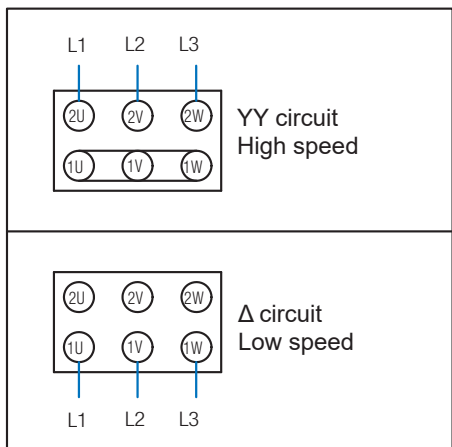 L1 L2 L3
2U 2V 2W YY circuit
1U 1V 1W High speed
2U 2V 2W Δ circuit
1U 1V 1W Low speed
L1 L2 L3